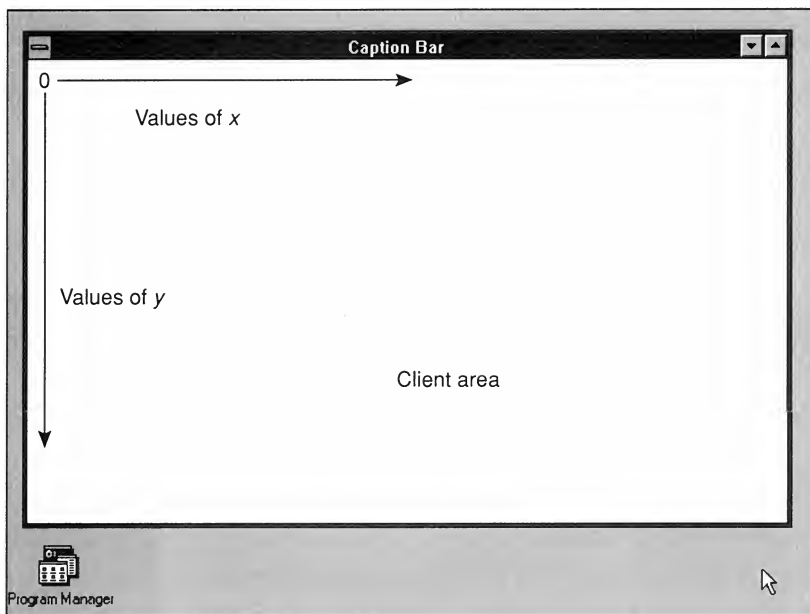 Caption Bar
0
Values of x
Values of y
Client area
Program Manager